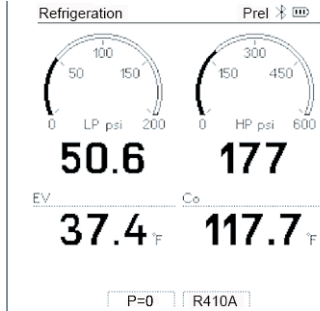 Refrigeration Prel
100 300
50 150 150 450
0 LP psi 200 0 HP psi 600
50.6 177
EV Co
37.4 °F 117.7 °F
P=0 R410A